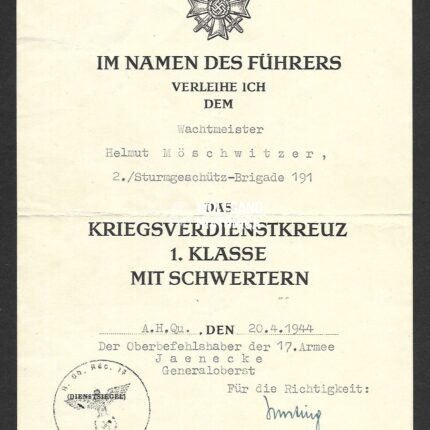 IM NAMEN DES FÜHRERS
VERLEIHE ICH
DEM
Wachtmeister
Helmut Möschwitzer,
2./Sturmgeschütz-Brigade 191
DAS
KRIEGSVERDIENSTKREUZ
1. KLASSE
MIT SCHWERTERN
A.H.Qu. , DEN 20.4.1944
Der Oberbefehlshaber der 17.Armee
Jaenecke
Generaloberst
(DIENSTSIEGEL)
Für die Richtigkeit: